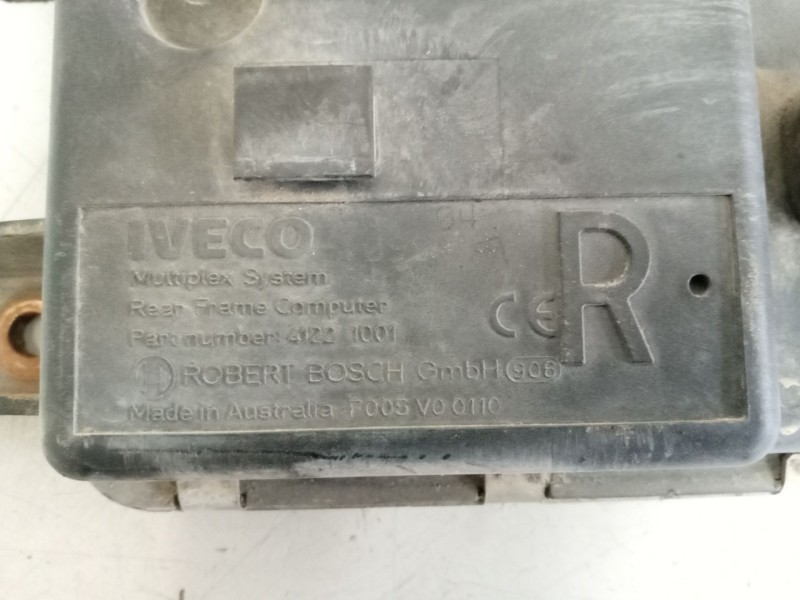 IVECO
Multiplex System
Rear Frame Computer
Part number: 4122 1001
CE
R
ROBERT BOSCH GmbH 906
Made in Australia F005 V0 0110